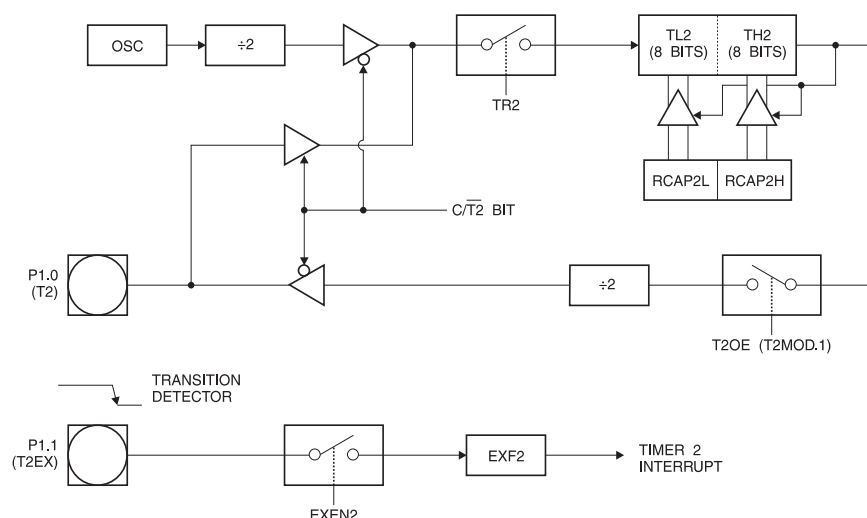 OSC
÷2
TR2
TL2
(8 BITS)
TH2
(8 BITS)
RCAP2L
RCAP2H
C/T2 BIT
P1.0
(T2)
÷2
T2OE (T2MOD.1)
TRANSITION
DETECTOR
P1.1
(T2EX)
EXF2
TIMER 2
INTERRUPT
EXEN2